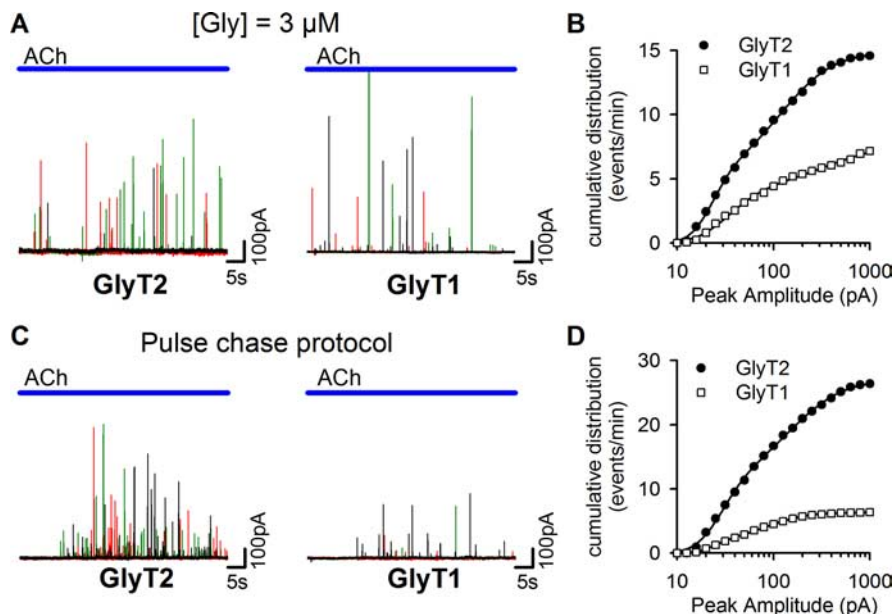 A [Gly] = 3 µM
ACh
ACh
GlyT2
GlyT1
100pA
5s
100pA
5s
B
GlyT2
GlyT1
cumulative distribution
(events/min)
15
10
5
0
10 100 1000
Peak Amplitude (pA)
C Pulse chase protocol
ACh
ACh
GlyT2
GlyT1
100pA
5s
100pA
5s
D
GlyT2
GlyT1
cumulative distribution
(events/min)
30
20
10
0
10 100 1000
Peak Amplitude (pA)